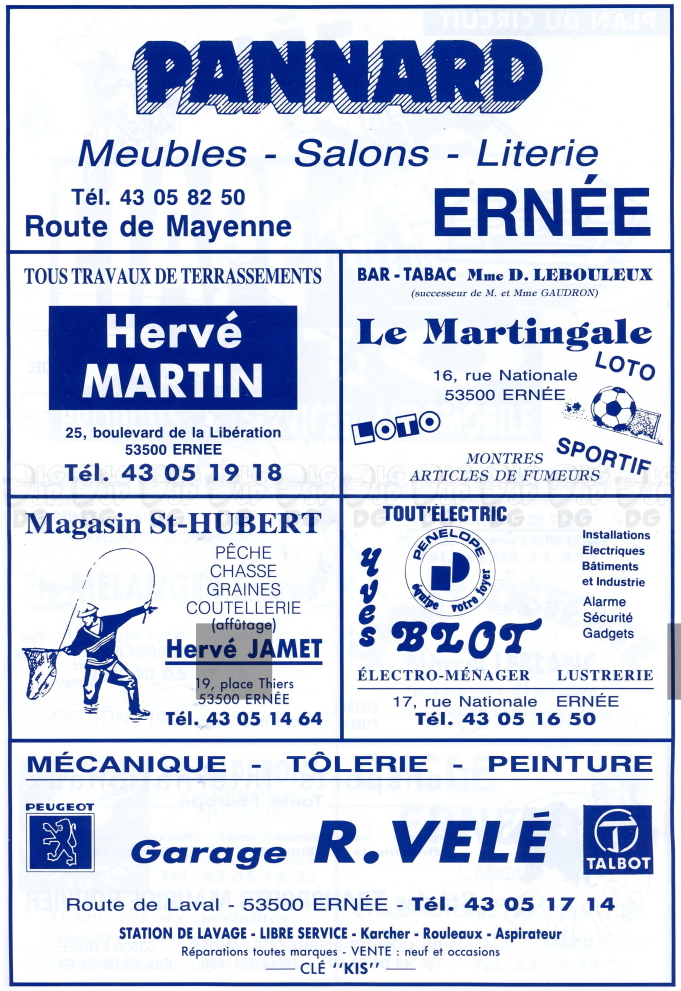 PANNARD
Meubles - Salons - Literie
Tél. 43 05 82 50
Route de Mayenne
ERNÉE
TOUS TRAVAUX DE TERRASSEMENTS
Hervé
MARTIN
25, boulevard de la Libération
53500 ERNEE
Tél. 43 05 19 18
BAR - TABAC Mme D. LEBOULEUX
(successeur de M. et Mme GAUDRON)
Le Martingale
16, rue Nationale
53500 ERNÉE
LOTO
LOTO
SPORTIF
MONTRES
ARTICLES DE FUMEURS
Magasin St-HUBERT
PÊCHE
CHASSE
GRAINES
COUTELLERIE
(affûtage)
Hervé JAMET
19, place Thiers
53500 ERNÉE
Tél. 43 05 14 64
TOUT'ÉLECTRIC
PENELOPE
équipe votre foyer
Yves
BLOT
Installations
Electriques
Bâtiments
et Industrie
Alarme
Sécurité
Gadgets
ÉLECTRO-MÉNAGER LUSTRERIE
17, rue Nationale ERNÉE
Tél. 43 05 16 50
MÉCANIQUE - TÔLERIE - PEINTURE
PEUGEOT
Garage R. VELÉ
TALBOT
Route de Laval - 53500 ERNÉE - Tél. 43 05 17 14
STATION DE LAVAGE - LIBRE SERVICE - Karcher - Rouleaux - Aspirateur
Réparations toutes marques - VENTE : neuf et occasions
CLÉ "KIS"